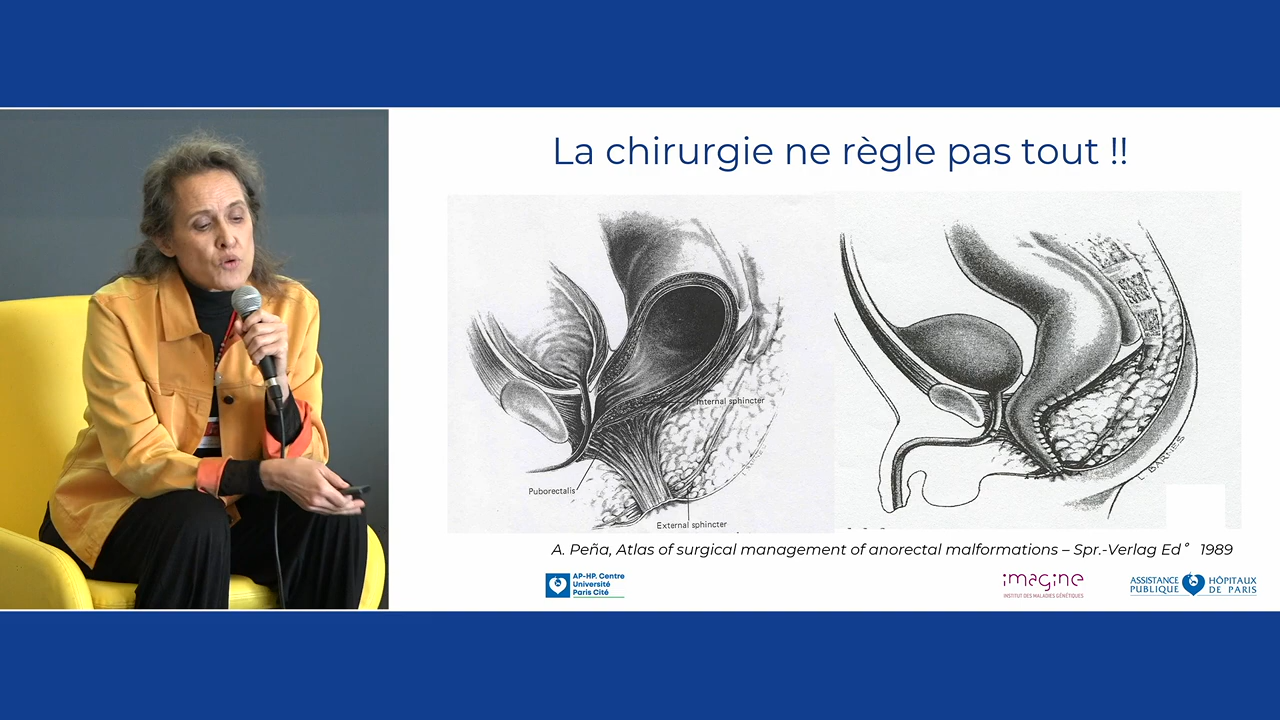 La chirurgie ne règle pas tout !!
Internal sphincter
Puborectalis
External sphincter
L. BARNES
A. Peña, Atlas of surgical management of anorectal malformations – Spr.-Verlag Ed° 1989
AP-HP. Centre
Université
Paris Cité
imagine
INSTITUT DES MALADIES GÉNÉTIQUES
ASSISTANCE
PUBLIQUE
HÔPITAUX
DE PARIS